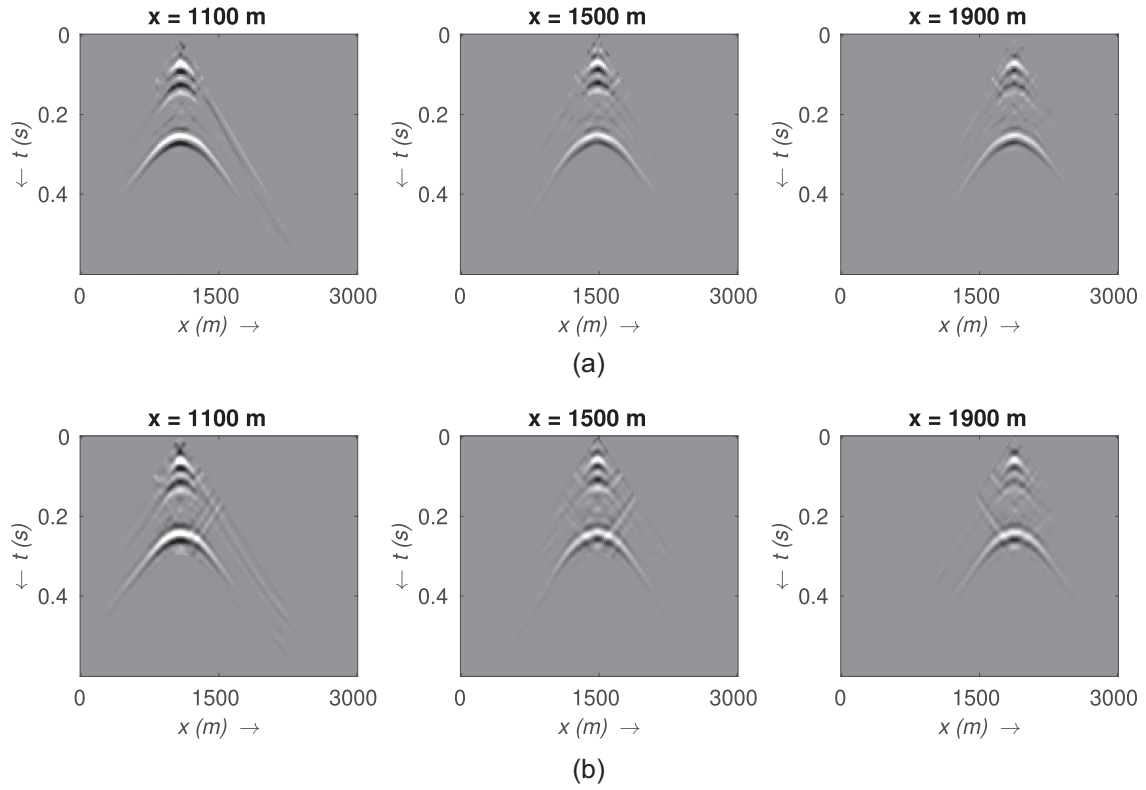 x = 1100 m
x = 1500 m
x = 1900 m
0
0.2
0.4
← t (s)
0 1500 3000
x (m) →
0
0.2
0.4
← t (s)
0 1500 3000
x (m) →
0
0.2
0.4
← t (s)
0 1500 3000
x (m) →
(a)
x = 1100 m
x = 1500 m
x = 1900 m
0
0.2
0.4
← t (s)
0 1500 3000
x (m) →
0
0.2
0.4
← t (s)
0 1500 3000
x (m) →
0
0.2
0.4
← t (s)
0 1500 3000
x (m) →
(b)